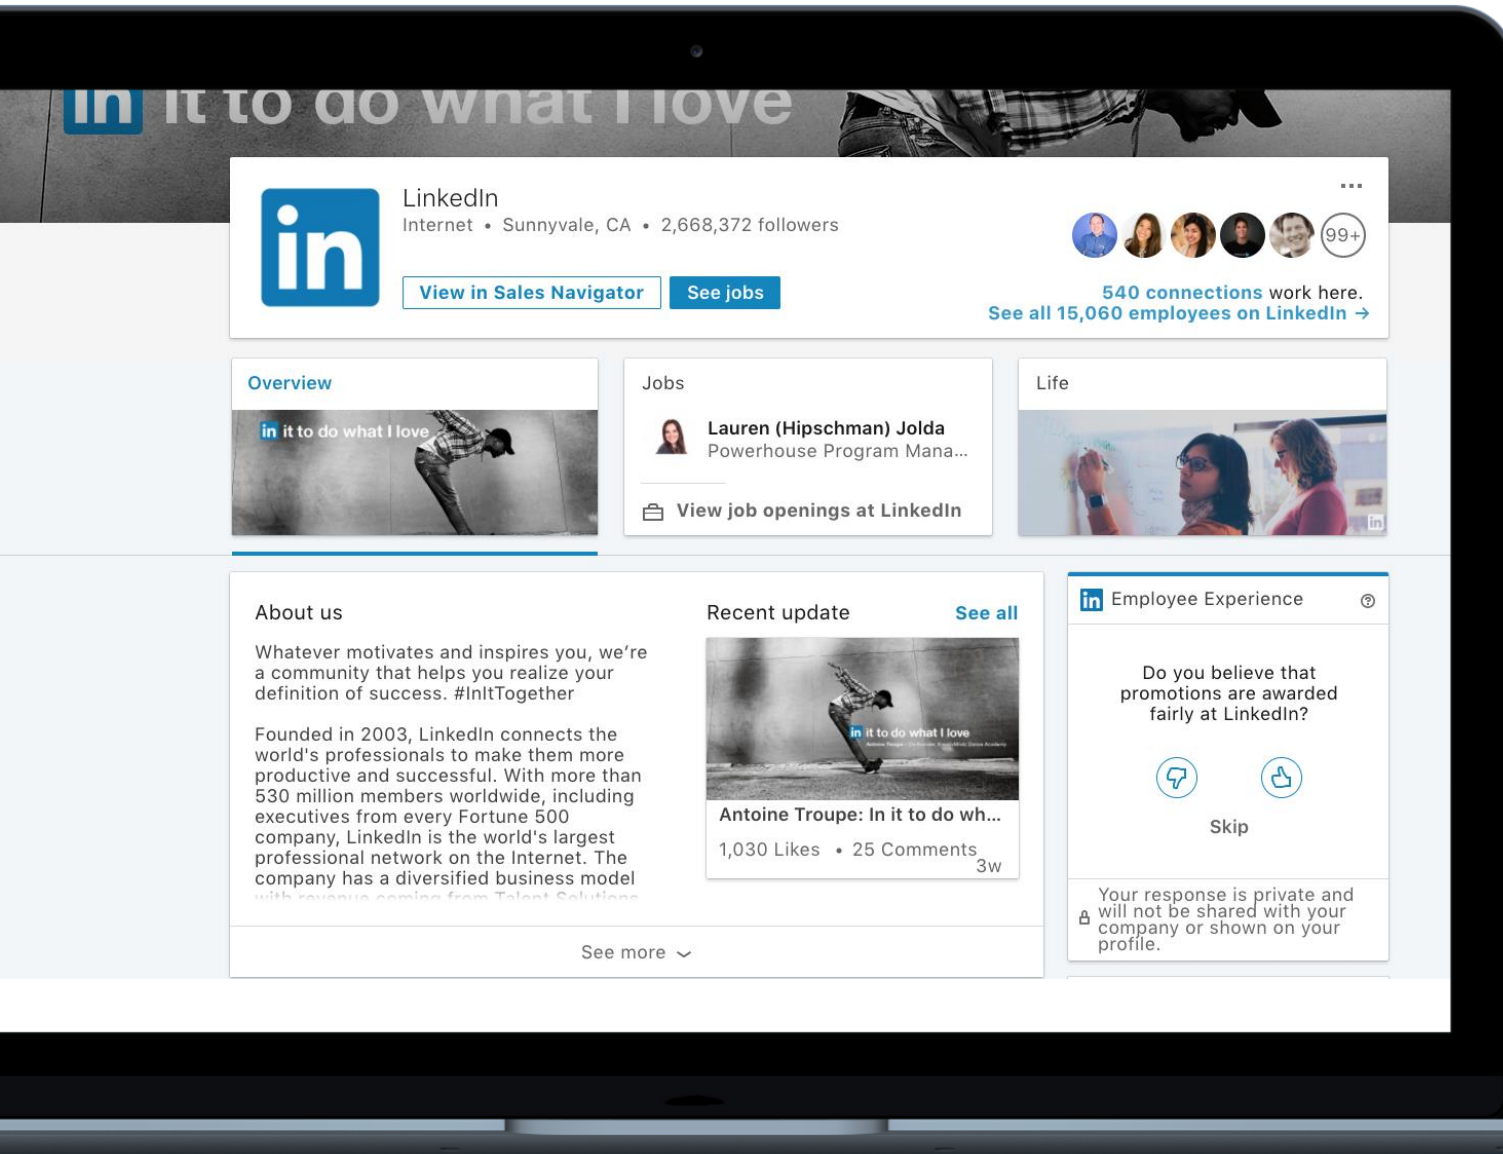 in it to do what I love
LinkedIn
Internet • Sunnyvale, CA • 2,668,372 followers
View in Sales Navigator
See jobs
99+
540 connections work here.
See all 15,060 employees on LinkedIn →
Overview
in it to do what I love
Jobs
Lauren (Hipschman) Jolda
Powerhouse Program Mana...
View job openings at LinkedIn
Life
in
About us
Whatever motivates and inspires you, we're
a community that helps you realize your
definition of success. #InItTogether
Founded in 2003, LinkedIn connects the
world's professionals to make them more
productive and successful. With more than
530 million members worldwide, including
executives from every Fortune 500
company, LinkedIn is the world's largest
professional network on the Internet. The
company has a diversified business model
with revenue coming from Talent Solutions
See more
Recent update
See all
in it to do what I love
Antoine Troupe: In it to do wh...
1,030 Likes • 25 Comments
3w
in Employee Experience
Do you believe that
promotions are awarded
fairly at LinkedIn?
Skip
Your response is private and
will not be shared with your
company or shown on your
profile.